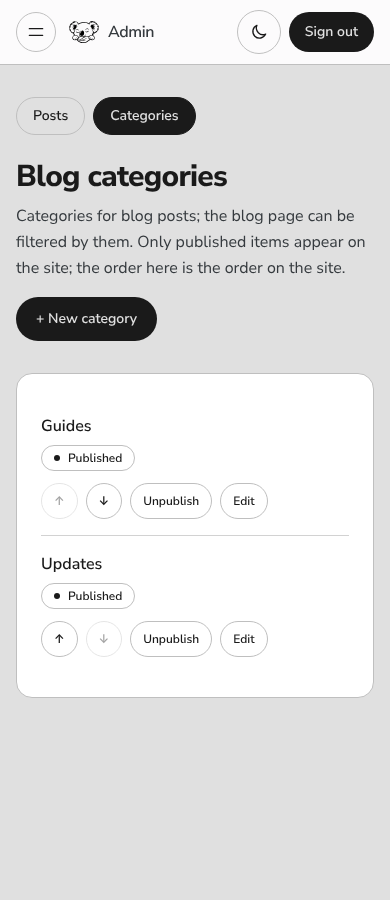 Admin
Sign out
Posts
Categories
Blog categories
Categories for blog posts; the blog page can be
filtered by them. Only published items appear on
the site; the order here is the order on the site.
+ New category
Guides
Published
↑ ↓ Unpublish Edit
Updates
Published
↑ ↓ Unpublish Edit